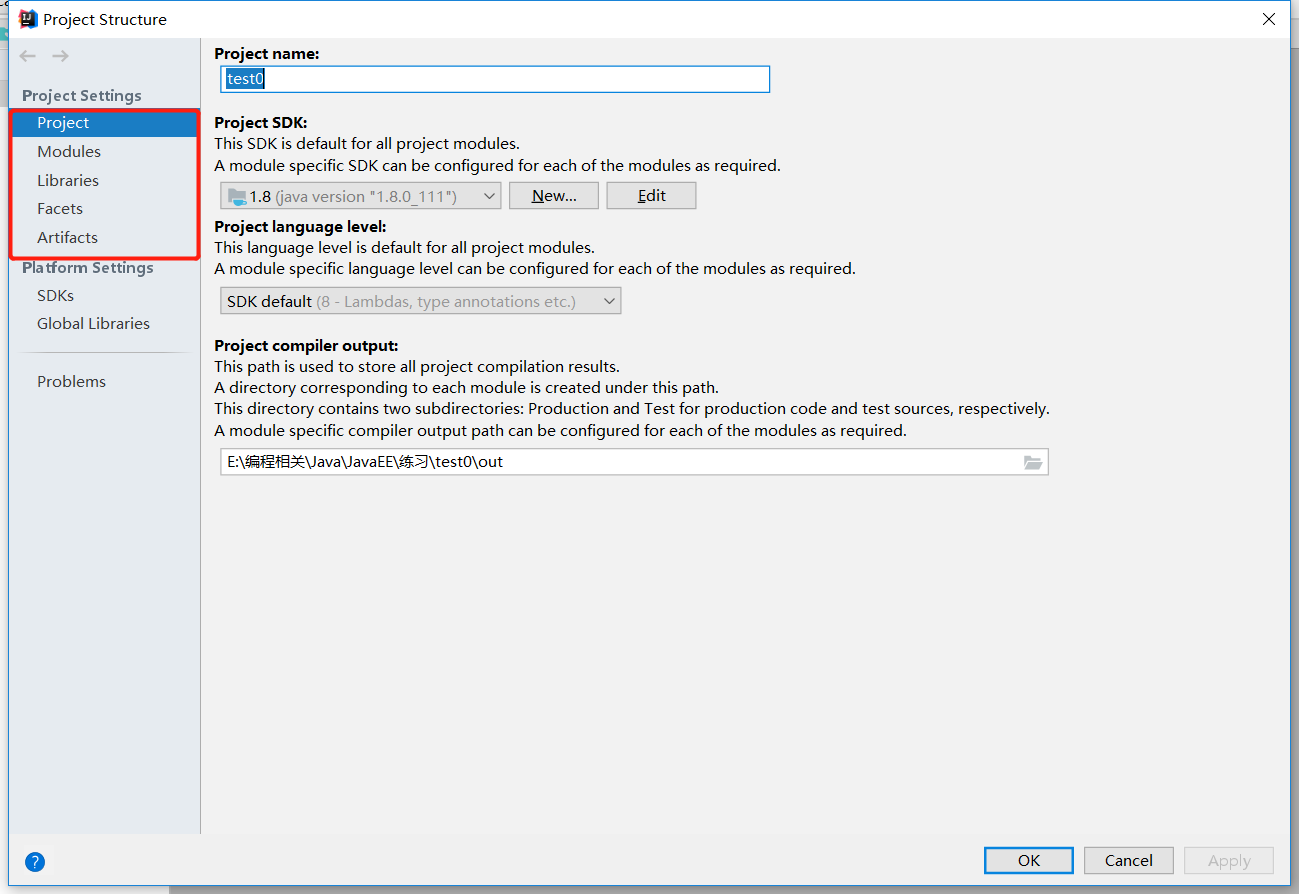 Project Structure
Project Settings
Project
Modules
Libraries
Facets
Artifacts
Platform Settings
SDKs
Global Libraries
Problems
Project name:
test0
Project SDK:
This SDK is default for all project modules.
A module specific SDK can be configured for each of the modules as required.
1.8 (java version "1.8.0_111") New... Edit
Project language level:
This language level is default for all project modules.
A module specific language level can be configured for each of the modules as required.
SDK default (8 - Lambdas, type annotations etc.)
Project compiler output:
This path is used to store all project compilation results.
A directory corresponding to each module is created under this path.
This directory contains two subdirectories: Production and Test for production code and test sources, respectively.
A module specific compiler output path can be configured for each of the modules as required.
E:\编程相关\Java\JavaEE\练习\test0\out
? OK Cancel Apply